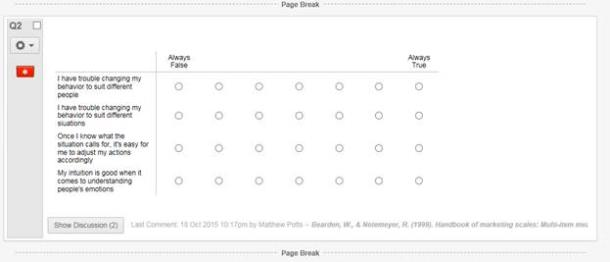 Page Break
Q2
Always
False
Always
True
I have trouble changing my
behavior to suit different
people
I have trouble changing my
behavior to suit different
siuations
Once I know what the
situation calls for, it's easy for
me to adjust my actions
accordingly
My intuition is good when it
comes to understanding
people's emotions
Show Discussion (2)
Last Comment: 18 Oct 2015 10:17pm by Matthew Potts – Bearden, W., & Netemeyer, R. (1999). Handbook of marketing scales: Multi-item
Page Break